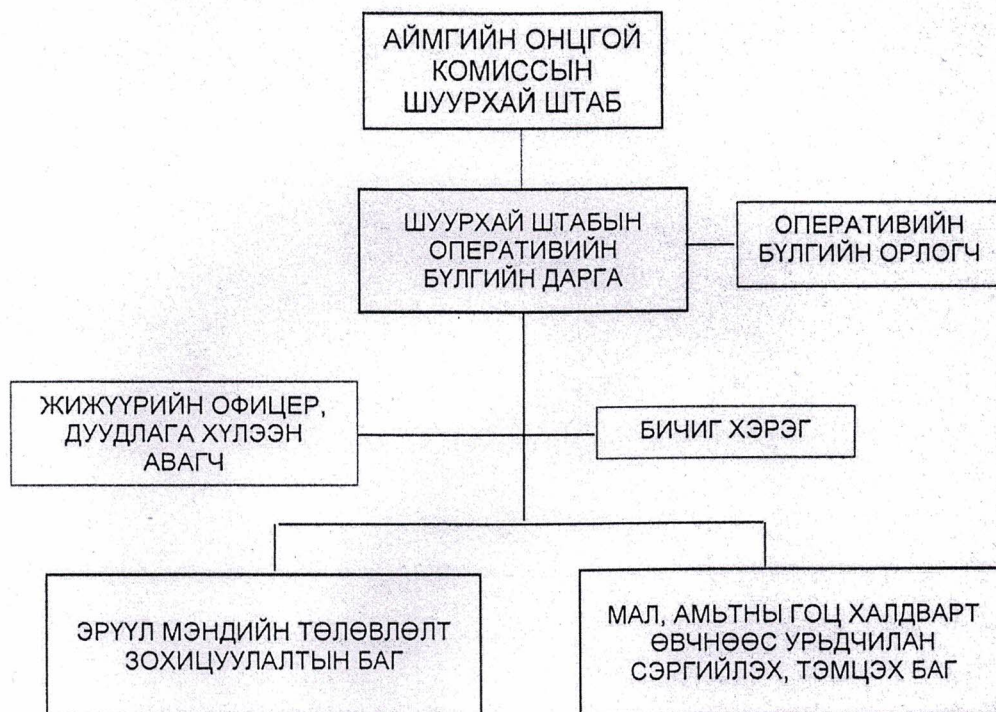 АЙМГИЙН ОНЦГОЙ
КОМИССЫН
ШУУРХАЙ ШТАБ
ШУУРХАЙ ШТАБЫН
ОПЕРАТИВИЙН
БҮЛГИЙН ДАРГА
ОПЕРАТИВИЙН
БҮЛГИЙН ОРЛОГЧ
ЖИЖҮҮРИЙН ОФИЦЕР,
ДУУДЛАГА ХҮЛЭЭН
АВАГЧ
БИЧИГ ХЭРЭГ
ЭРҮҮЛ МЭНДИЙН ТӨЛӨВЛӨЛТ
ЗОХИЦУУЛАЛТЫН БАГ
МАЛ, АМЬТНЫ ГОЦ ХАЛДВАРТ
ӨВЧНӨӨС УРЬДЧИЛАН
СЭРГИЙЛЭХ, ТЭМЦЭХ БАГ